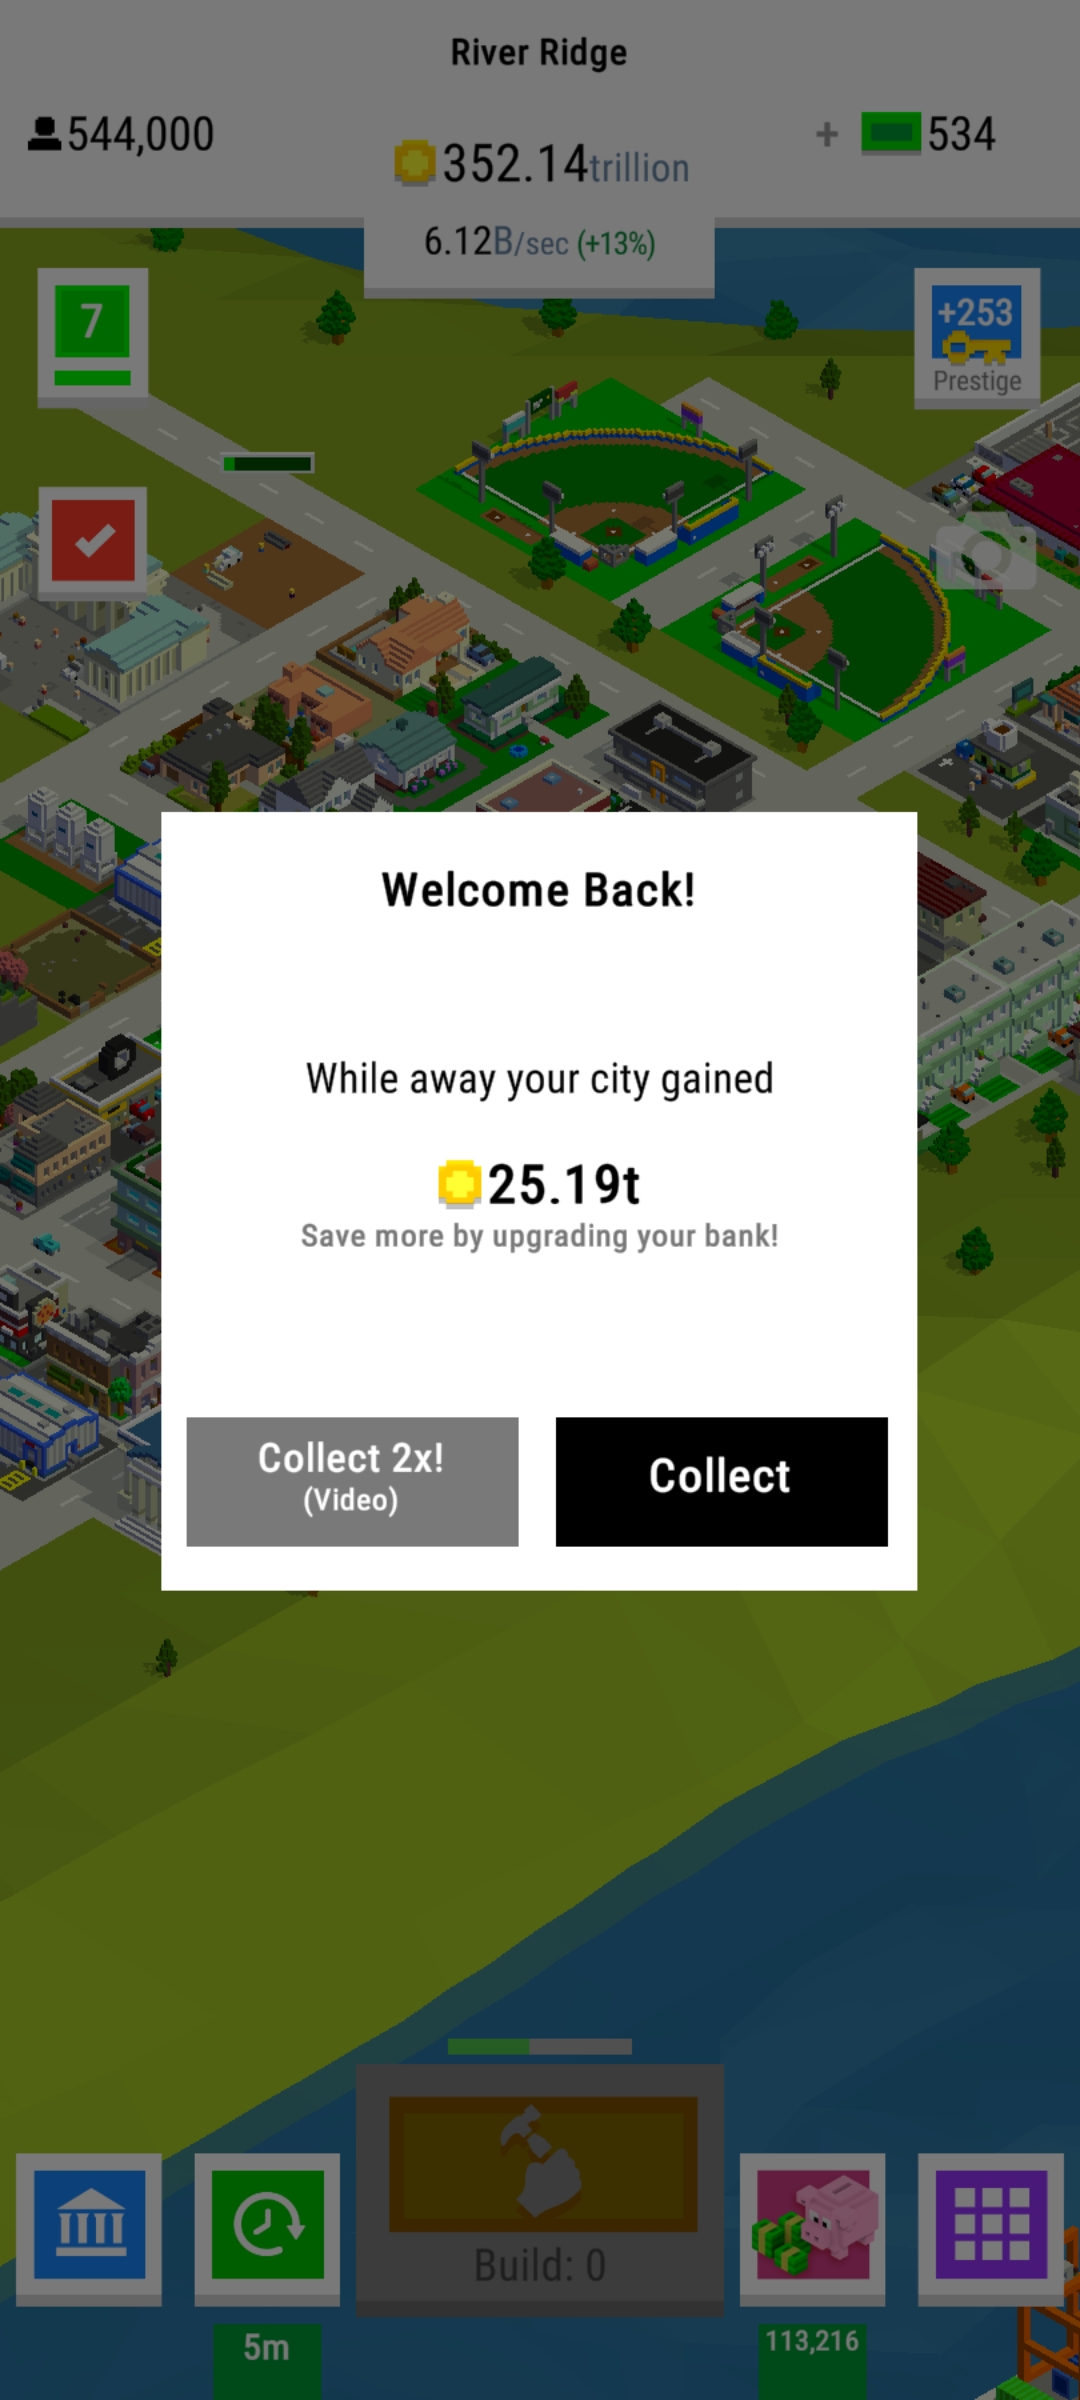 River Ridge
544,000
352.14trillion
+ 534
6.12B/sec (+13%)
7
+253
Prestige
Welcome Back!
While away your city gained
25.19t
Save more by upgrading your bank!
Collect 2x!
(Video)
Collect
Build: 0
5m
113,216